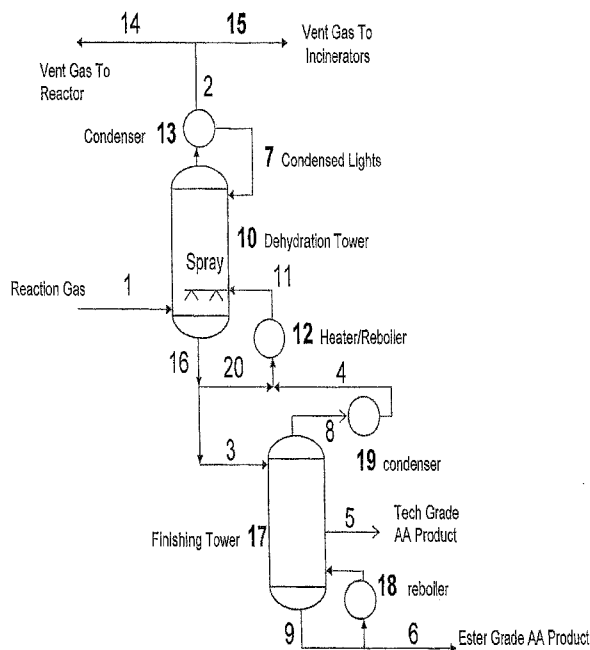 14
15
Vent Gas To
Incinerators
Vent Gas To
Reactor
2
Condenser 13
7 Condensed Lights
10 Dehydration Tower
Spray
11
1
Reaction Gas
12 Heater/Reboiler
16
20
4
8
19 condenser
3
Tech Grade
AA Product
5
Finishing Tower 17
18 reboiler
9
6
Ester Grade AA Product